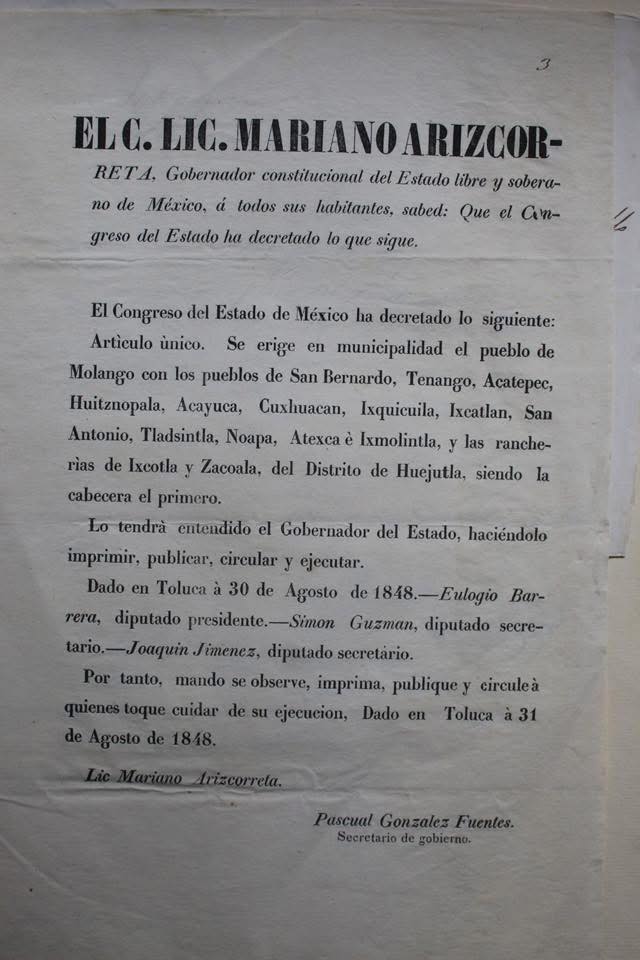 3
EL C. LIC. MARIANO ARIZCOR-
RETA, Gobernador constitucional del Estado libre y sobera-
no de México, á todos sus habitantes, sabed: Que el Con-
greso del Estado ha decretado lo que sigue.
El Congreso del Estado de México ha decretado lo siguiente:
Artìculo ùnico. Se erige en municipalidad el pueblo de
Molango con los pueblos de San Bernardo, Tenango, Acatepec,
Huitznopala, Acayuca, Cuxhuacan, Ixquicuila, Ixcatlan, San
Antonio, Tladsintla, Noapa, Atexca è Ixmolintla, y las ranche-
rìas de Ixcotla y Zacoala, del Distrito de Huejutla, siendo la
cabecera el primero.
Lo tendrà entendido el Gobernador del Estado, haciéndolo
imprimir, publicar, circular y ejecutar.
Dado en Toluca à 30 de Agosto de 1848.—Eulogio Bar-
rera, diputado presidente.—Simon Guzman, diputado secre-
tario.—Joaquin Jimenez, diputado secretário.
Por tanto, mando se observe, imprima, publique y circule à
quienes toque cuidar de su ejecucion, Dado en Toluca à 31
de Agosto de 1848.
Lic Mariano Arizcorreta.
Pascual Gonzalez Fuentes.
Secretario de gobierno.